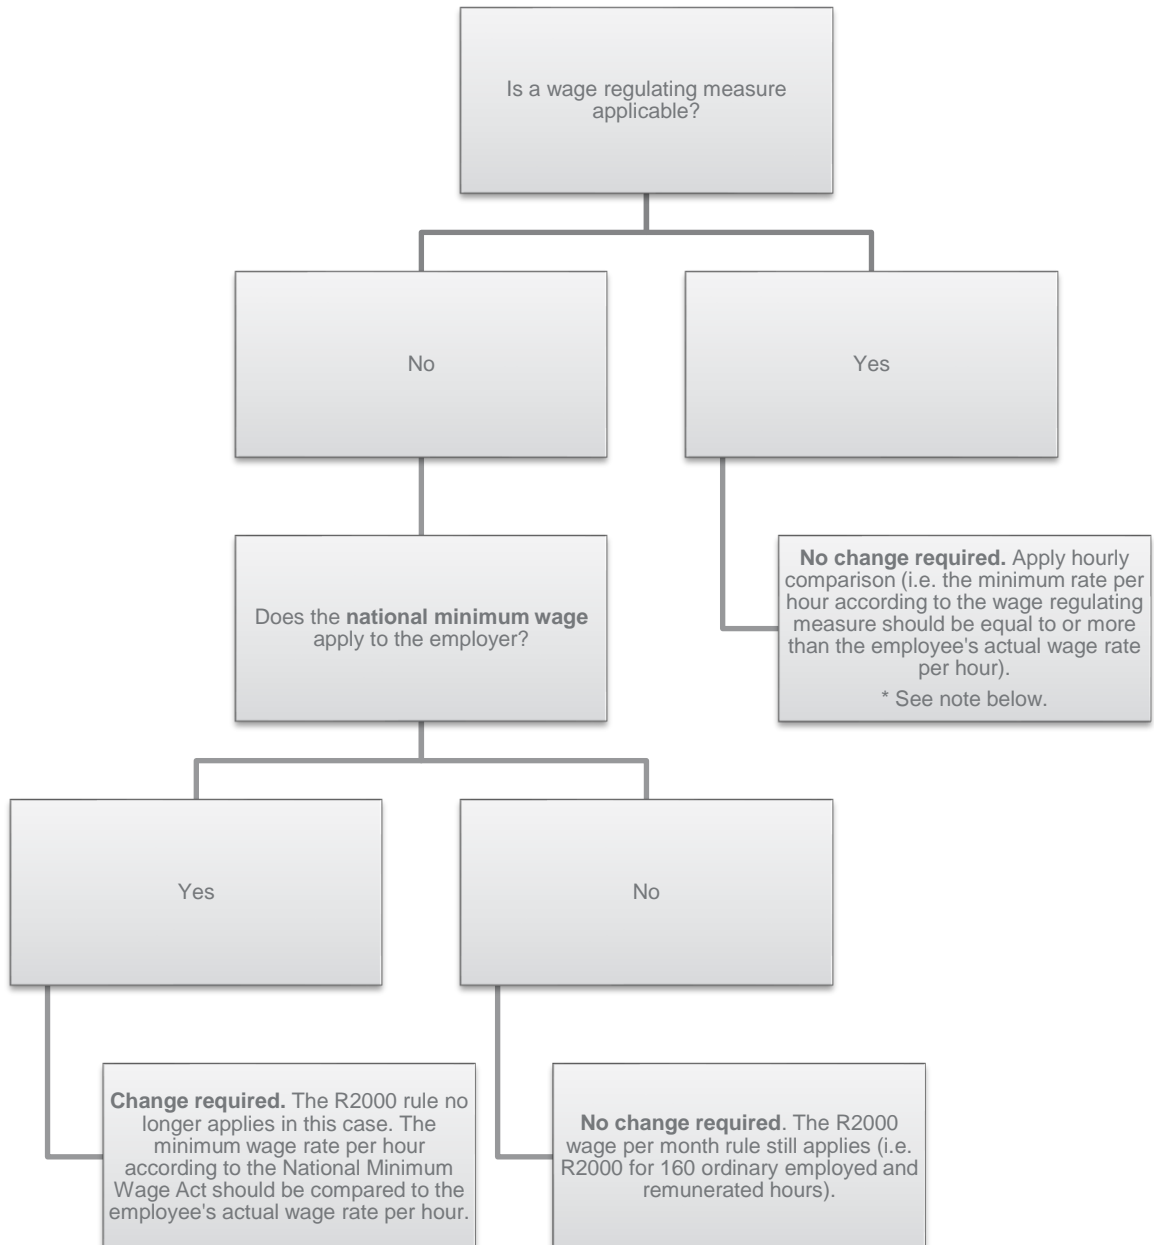 Is a wage regulating measure
applicable?
No
Yes
No change required. Apply hourly
comparison (i.e. the minimum rate per
hour according to the wage regulating
measure should be equal to or more
than the employee's actual wage rate
per hour).
* See note below.
Does the national minimum wage
apply to the employer?
Yes
No
Change required. The R2000 rule no
longer applies in this case. The
minimum wage rate per hour
according to the National Minimum
Wage Act should be compared to the
employee's actual wage rate per hour.
No change required. The R2000
wage per month rule still applies (i.e.
R2000 for 160 ordinary employed and
remunerated hours).